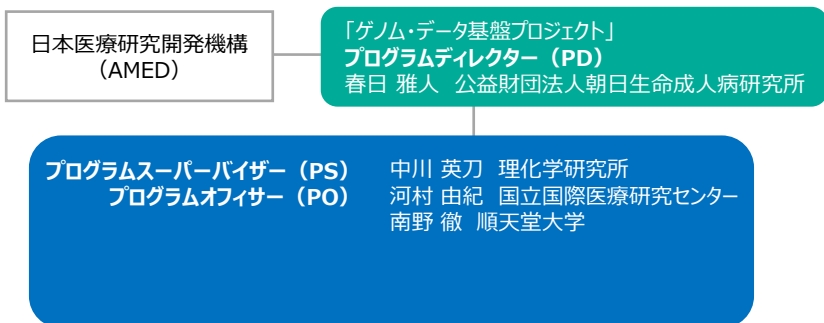 日本医療研究開発機構
（AMED）
「ゲノム・データ基盤プロジェクト」
プログラムディレクター（PD）
春日 雅人 公益財団法人朝日生命成人病研究所
プログラムスーパーバイザー（PS） 中川 英刀 理化学研究所
プログラムオフィサー（PO） 河村 由紀 国立国際医療研究センター
南野 徹 順天堂大学